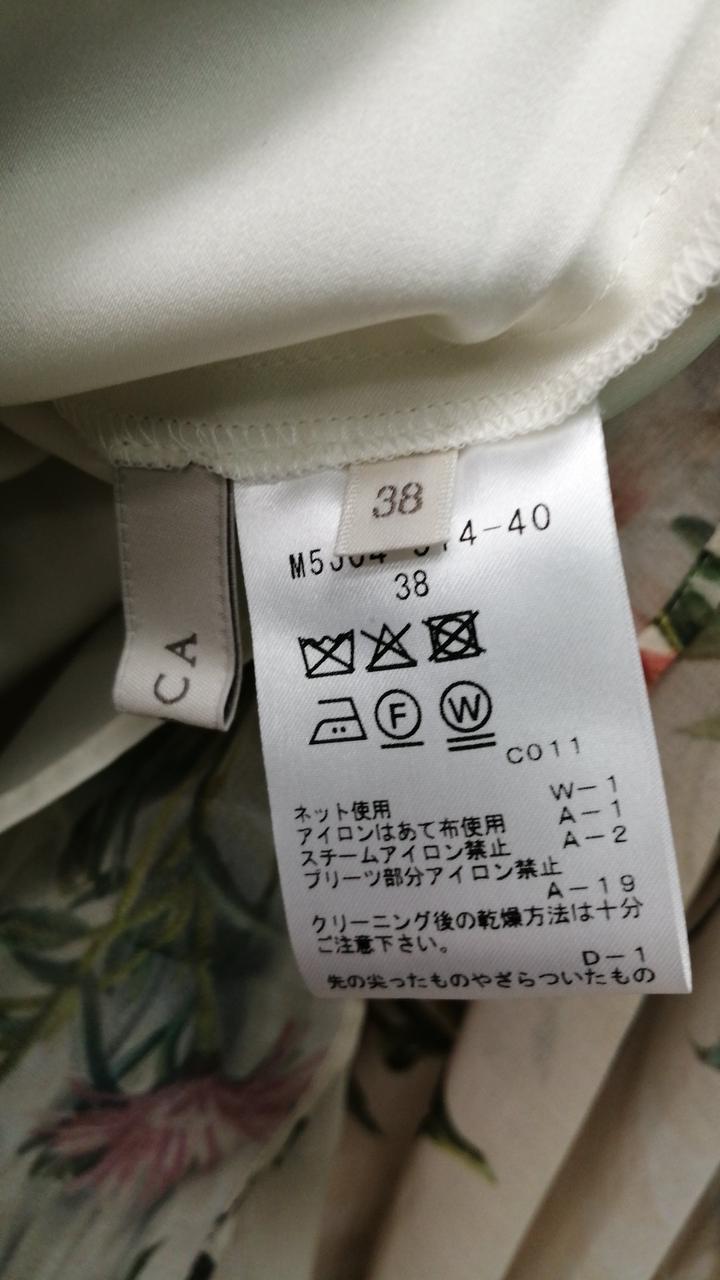 38
CA
4-40
38
F
W
C011
W-1
ネット使用
A-1
アイロンはあて布使用
A-2
スチームアイロン禁止
プリーツ部分アイロン禁止
A-19
クリーニング後の乾燥方法は十分
ご注意下さい。
D-1
先の尖ったものやざらついたもの